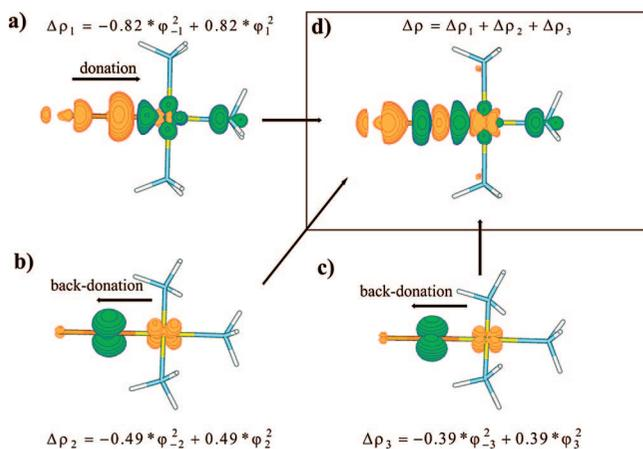 a) Δρ₁ = −0.82*φ₋₁² + 0.82*φ₁²
donation
d) Δρ = Δρ₁ + Δρ₂ + Δρ₃
b)
back-donation
c)
back-donation
Δρ₂ = −0.49*φ₋₂² + 0.49*φ₂²
Δρ₃ = −0.39*φ₋₃² + 0.39*φ₃²